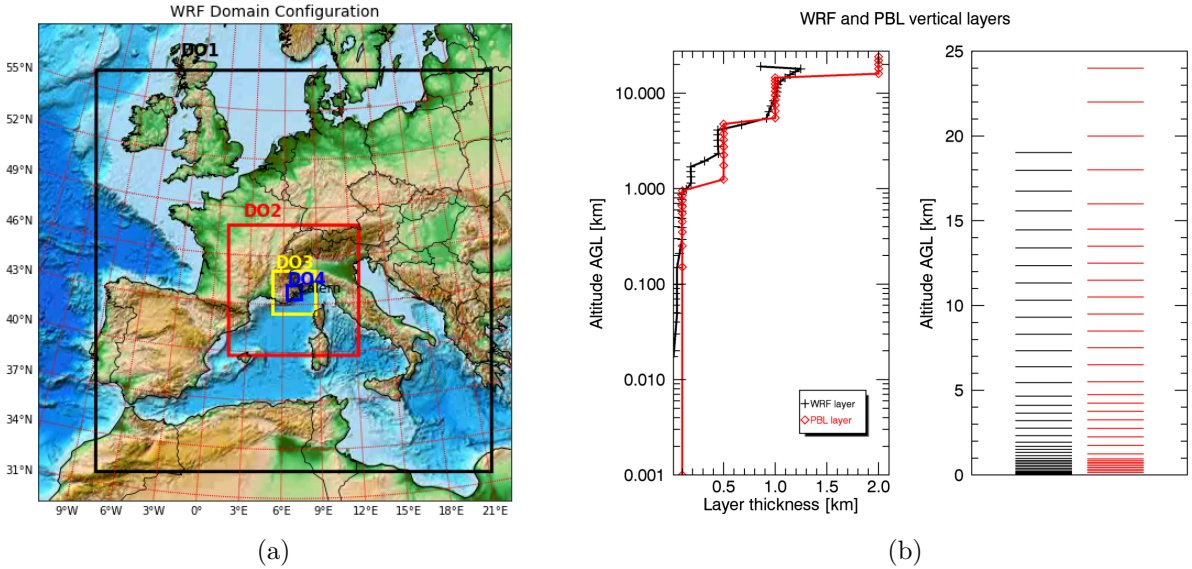 WRF Domain Configuration
DO1
DO2
DO3
DO4
55°N
52°N
49°N
46°N
43°N
40°N
37°N
34°N
31°N
9°W 6°W 3°W 0° 3°E 6°E 9°E 12°E 15°E 18°E 21°E
(a)
WRF and PBL vertical layers
Altitude AGL [km]
10.000
1.000
0.100
0.010
0.001
0.5 1.0 1.5 2.0
Layer thickness [km]
WRF layer
PBL layer
Altitude AGL [km]
25
20
15
10
5
0
(b)